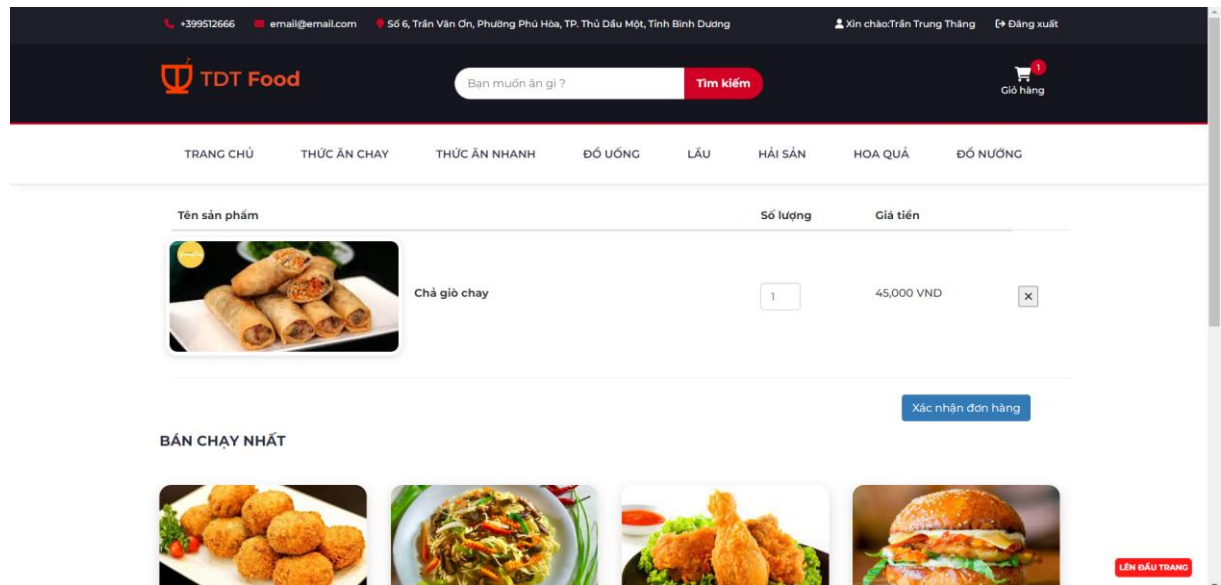 +399512666 email@email.com Số 6, Trần Văn Ơn, Phường Phú Hòa, TP. Thủ Dầu Một, Tỉnh Bình Dương Xin chào:Trần Trung Thăng Đăng xuất
TDT Food Bạn muốn ăn gì ? Tìm kiếm 1
Giỏ hàng
TRANG CHỦ THỨC ĂN CHAY THỨC ĂN NHANH ĐỒ UỐNG LẨU HẢI SẢN HOA QUẢ ĐỒ NƯỚNG
Tên sản phẩm Số lượng Giá tiền
Chả giò chay 1 45,000 VND ×
Xác nhận đơn hàng
BÁN CHẠY NHẤT
LÊN ĐẦU TRANG